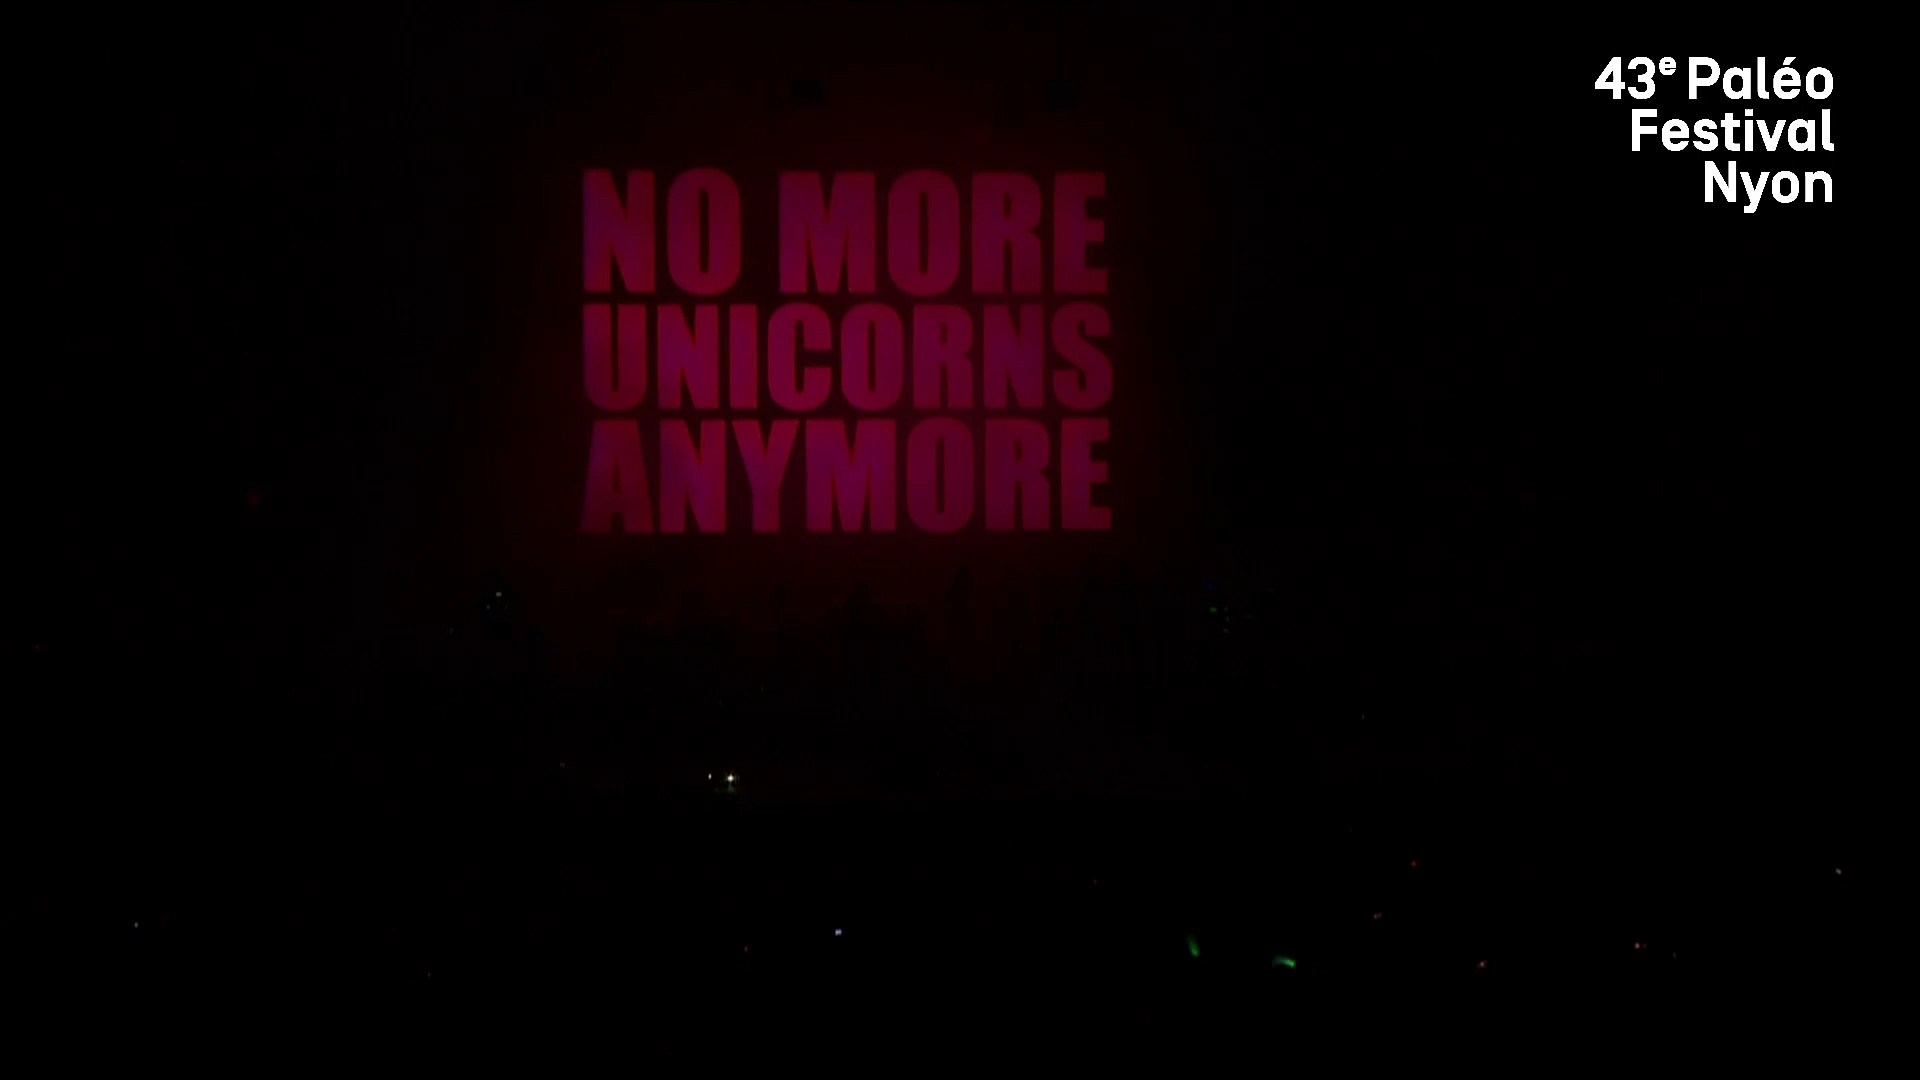 NO MORE
UNICORNS
ANYMORE
43e Paléo
Festival
Nyon